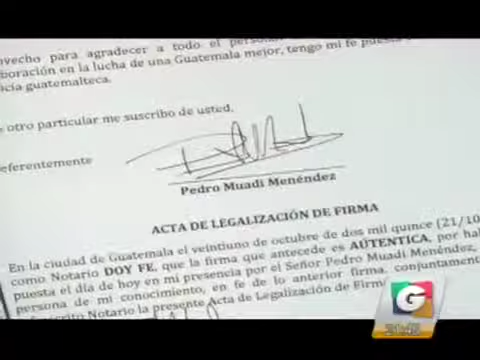 ovecho para agradecer a todo el
boración en la lucha de una Guatemala mejor, tengo mi fe puesta
icia guatemalteca.
otro particular me suscribo de usted.
eferentemente
Pedro Muadi Menéndez
ACTA DE LEGALIZACIÓN DE FIRMA
En la ciudad de Guatemala el veintiuno de octubre de dos mil quince (21/10
como Notario DOY FE, que la firma que antecede es AUTÉNTICA, por hab
puesta el día de hoy en mi presencia por el Señor Pedro Muadi Menéndez,
persona de mi conocimiento, en fe de lo anterior firma, conjuntament
Notario la presente Acta de Legalización de Firm
G